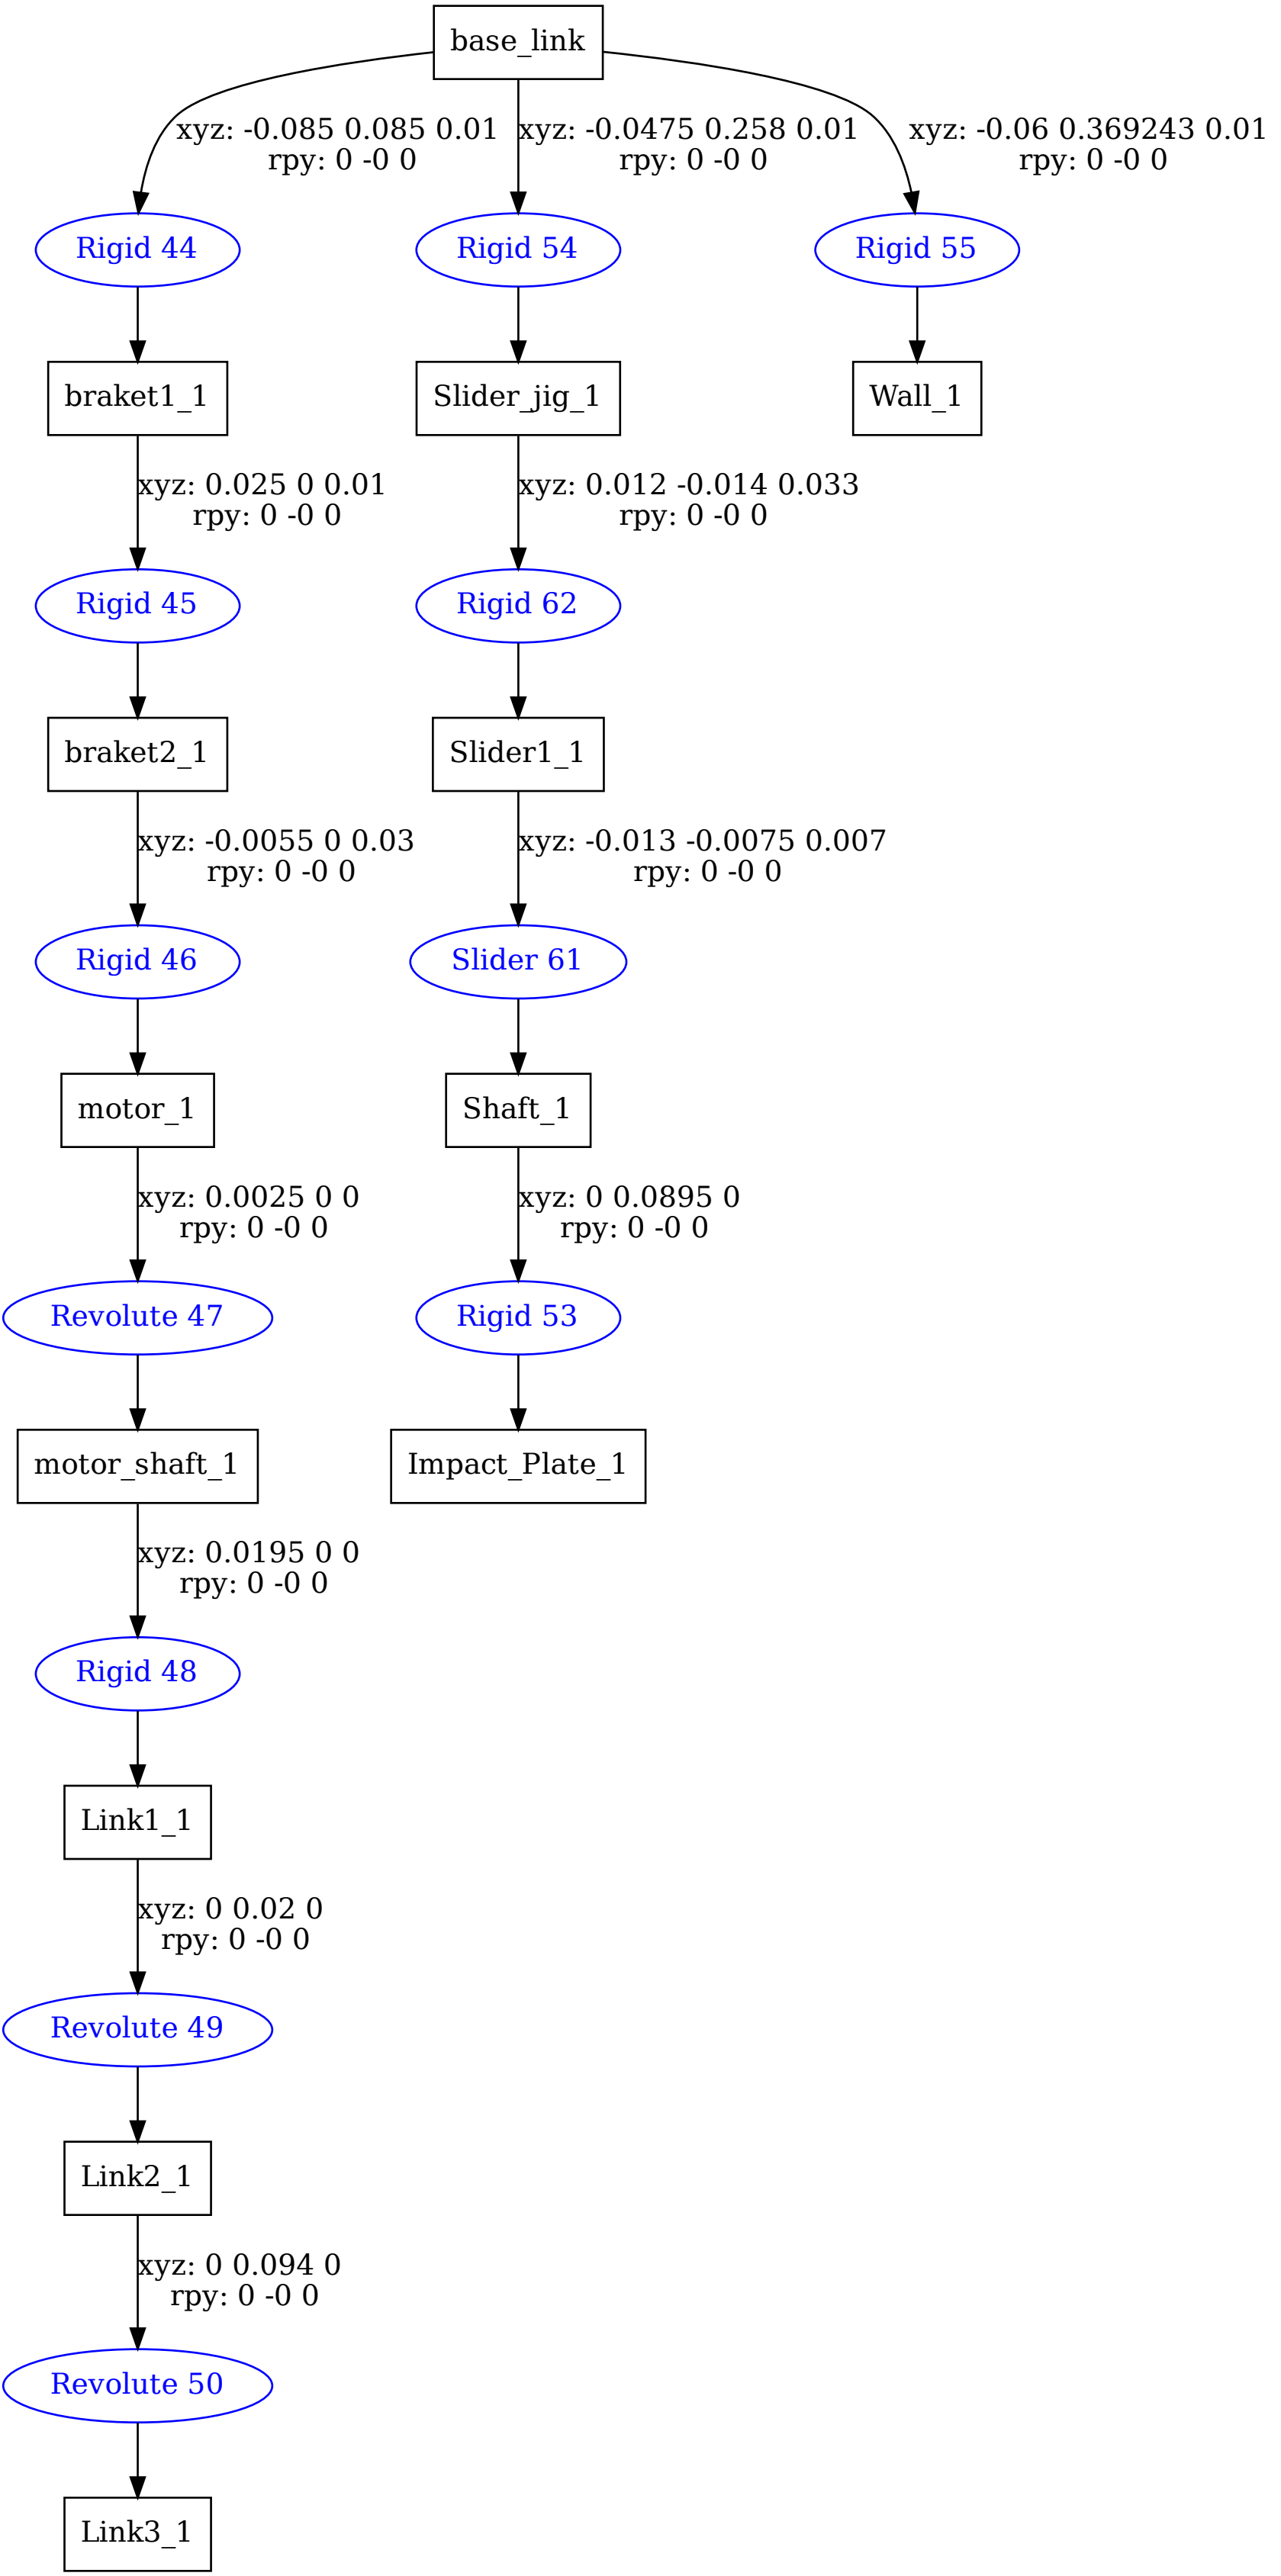 base_link
xyz: -0.085 0.085 0.01
rpy: 0 -0 0
xyz: -0.0475 0.258 0.01
rpy: 0 -0 0
xyz: -0.06 0.369243 0.01
rpy: 0 -0 0
Rigid 44
Rigid 54
Rigid 55
braket1_1
Slider_jig_1
Wall_1
xyz: 0.025 0 0.01
rpy: 0 -0 0
xyz: 0.012 -0.014 0.033
rpy: 0 -0 0
Rigid 45
Rigid 62
braket2_1
Slider1_1
xyz: -0.0055 0 0.03
rpy: 0 -0 0
xyz: -0.013 -0.0075 0.007
rpy: 0 -0 0
Rigid 46
Slider 61
motor_1
Shaft_1
xyz: 0.0025 0 0
rpy: 0 -0 0
xyz: 0 0.0895 0
rpy: 0 -0 0
Revolute 47
Rigid 53
motor_shaft_1
Impact_Plate_1
xyz: 0.0195 0 0
rpy: 0 -0 0
Rigid 48
Link1_1
xyz: 0 0.02 0
rpy: 0 -0 0
Revolute 49
Link2_1
xyz: 0 0.094 0
rpy: 0 -0 0
Revolute 50
Link3_1